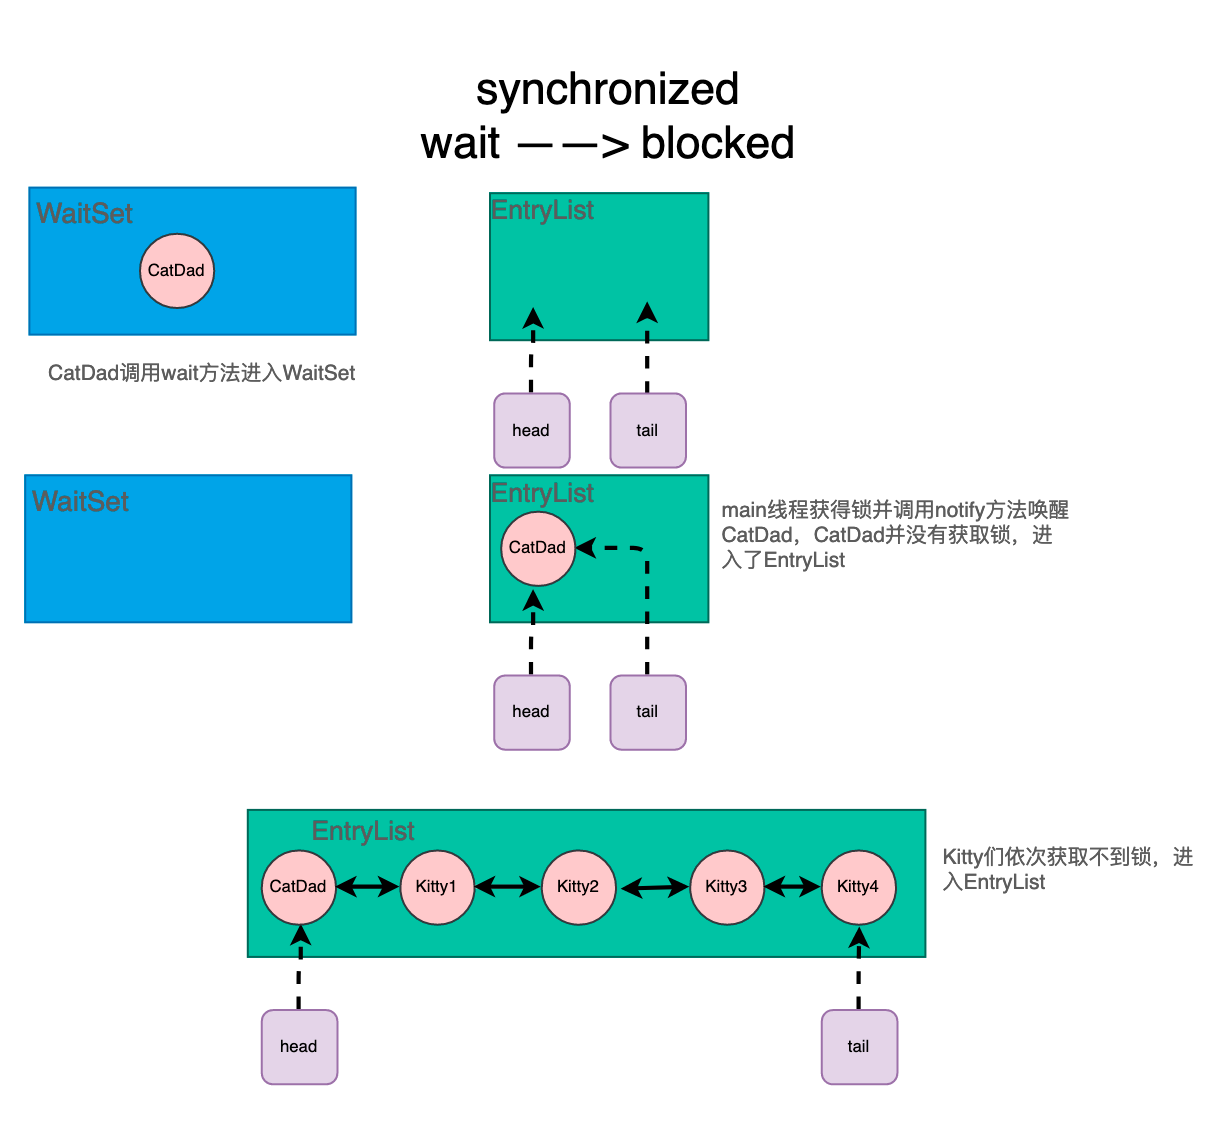 synchronized
wait ——> blocked
WaitSet
EntryList
CatDad
CatDad调用wait方法进入WaitSet
head
tail
WaitSet
EntryList
CatDad
main线程获得锁并调用notify方法唤醒
CatDad，CatDad并没有获取锁，进
入了EntryList
head
tail
EntryList
CatDad
Kitty1
Kitty2
Kitty3
Kitty4
Kitty们依次获取不到锁，进
入EntryList
head
tail